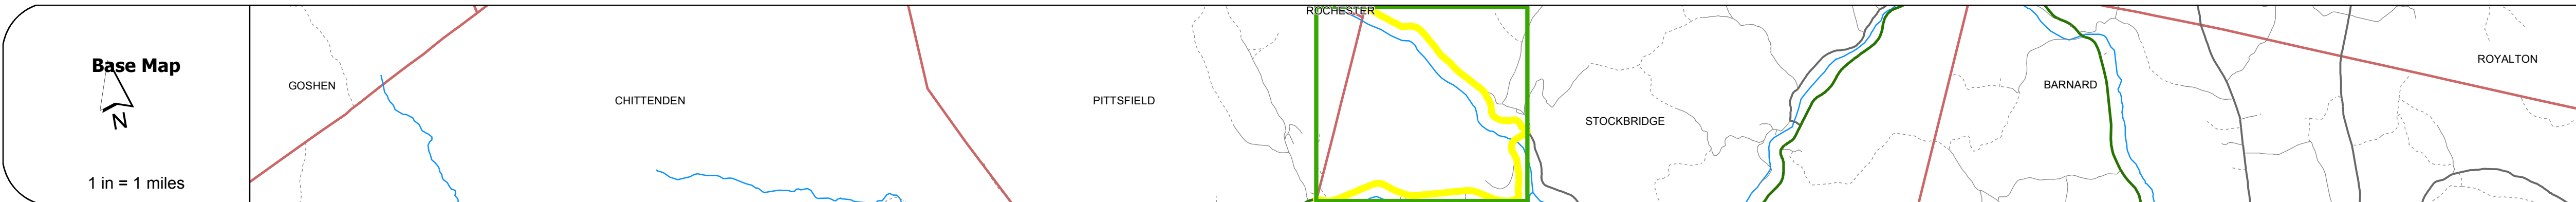 ROCHESTER
Base Map
ROYALTON
GOSHEN
BARNARD
CHITTENDEN
PITTSFIELD
STOCKBRIDGE
N
1 in = 1 miles